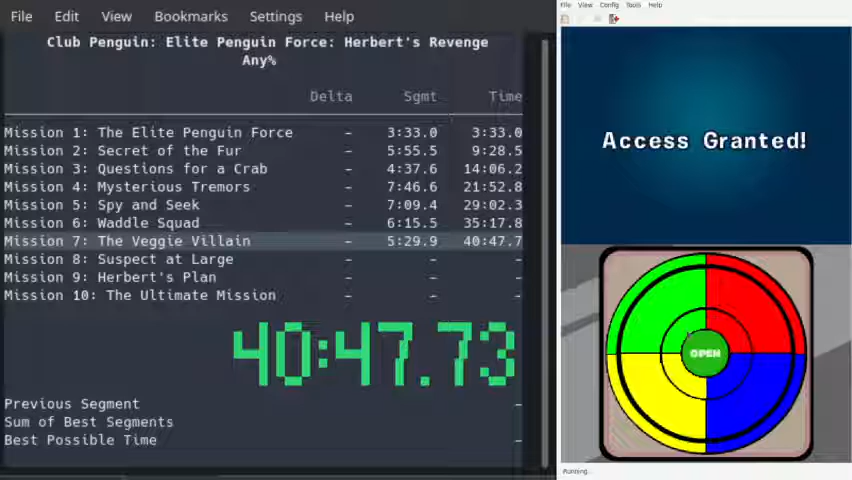 File Edit View Bookmarks Settings Help
Club Penguin: Elite Penguin Force: Herbert's Revenge
Any%
Delta Sgmt Time
Mission 1: The Elite Penguin Force – 3:33.0 3:33.0
Mission 2: Secret of the Fur – 5:55.5 9:28.5
Mission 3: Questions for a Crab – 4:37.6 14:06.2
Mission 4: Mysterious Tremors – 7:46.6 21:52.8
Mission 5: Spy and Seek – 7:09.4 29:02.3
Mission 6: Waddle Squad – 6:15.5 35:17.8
Mission 7: The Veggie Villain – 5:29.9 40:47.7
Mission 8: Suspect at Large – – –
Mission 9: Herbert's Plan – – –
Mission 10: The Ultimate Mission – – –
40:47.73
Previous Segment –
Sum of Best Segments –
Best Possible Time –
File View Config Tools Help
Access Granted!
OPEN
Running...